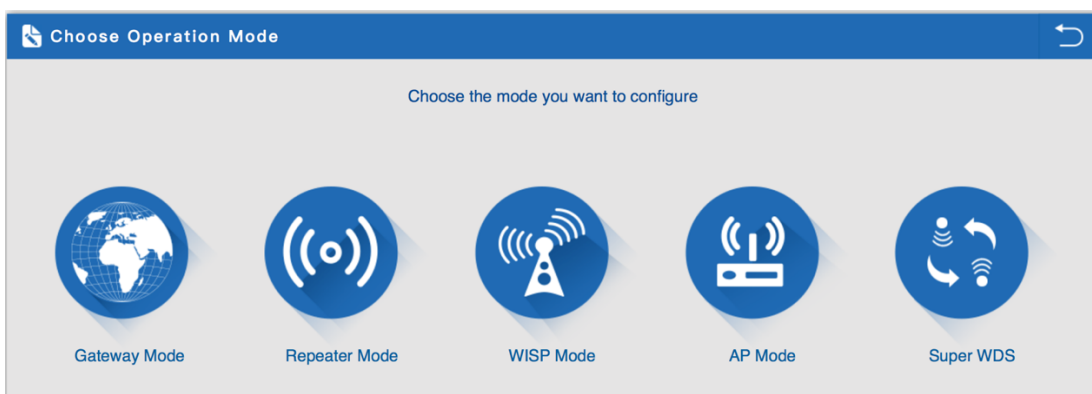 Choose Operation Mode
Choose the mode you want to configure
Gateway Mode
Repeater Mode
WISP Mode
AP Mode
Super WDS